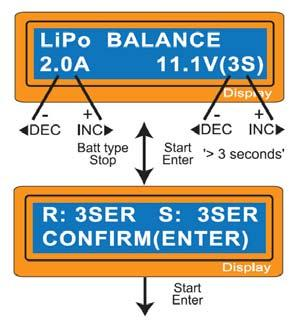 LiPo BALANCE
2.0A 11.1V(3S)
Display
- + - +
◀DEC INC▶ ◀DEC INC▶
Batt type Start
Stop Enter '> 3 seconds'
R: 3SER S: 3SER
CONFIRM(ENTER)
Display
Start
Enter